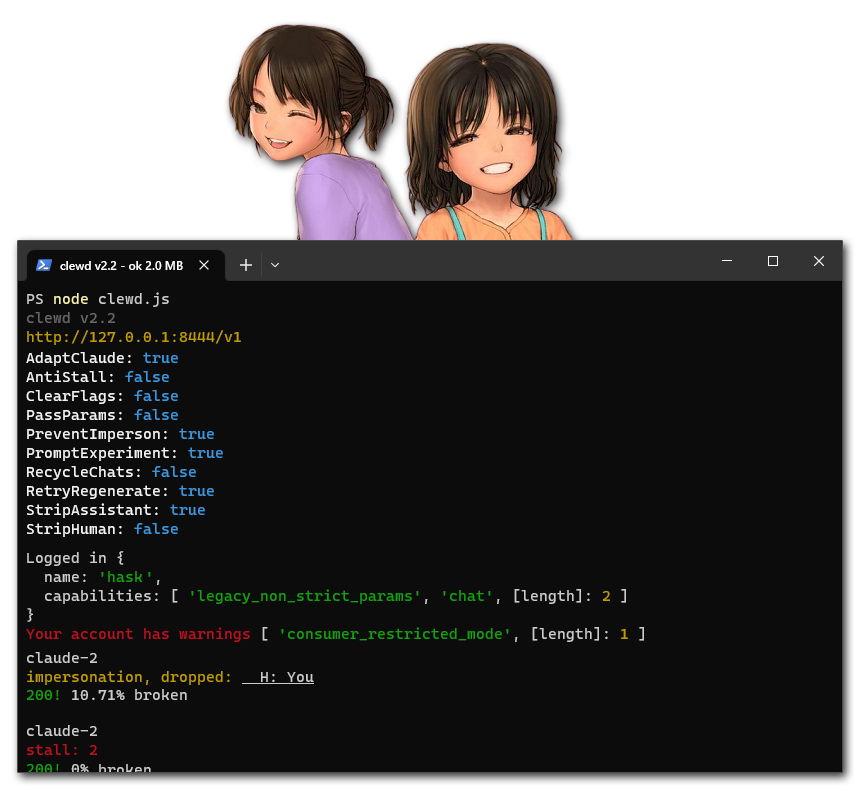 clewd v2.2 - ok 2.0 MB
PS node clewd.js
clewd v2.2
http://127.0.0.1:8444/v1
AdaptClaude: true
AntiStall: false
ClearFlags: false
PassParams: false
PreventImperson: true
PromptExperiment: true
RecycleChats: false
RetryRegenerate: true
StripAssistant: true
StripHuman: false
Logged in {
  name: 'hask',
  capabilities: [ 'legacy_non_strict_params', 'chat', [length]: 2 ]
}
Your account has warnings [ 'consumer_restricted_mode', [length]: 1 ]
claude-2
impersonation, dropped:   H: You
200! 10.71% broken
claude-2
stall: 2
200! 0% broken